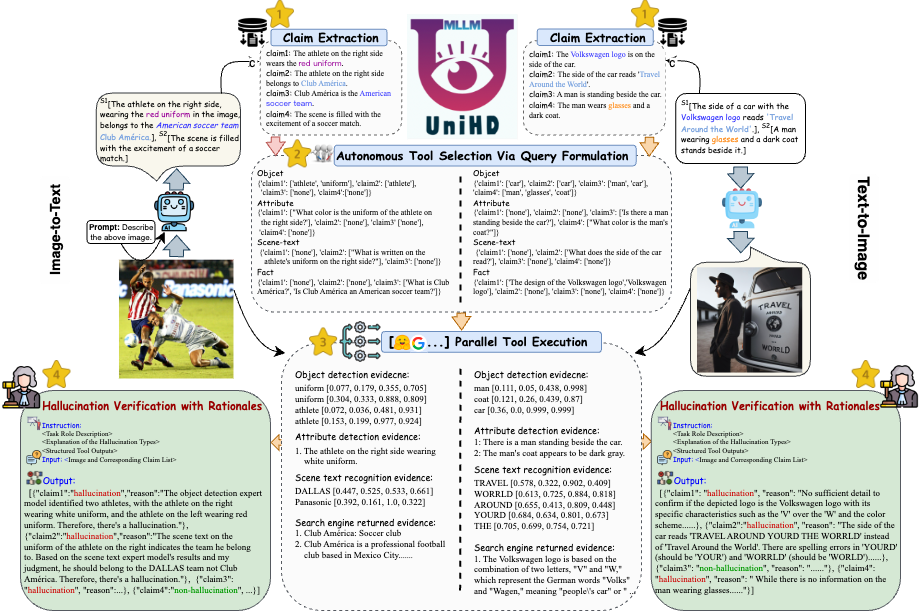 1
Claim Extraction
claim1: The athlete on the right side
wears the red uniform.
claim2: The athlete on the right side
belongs to Club América.
claim3: Club América is the American
soccer team.
claim4: The scene is filled with the
excitement of a soccer match.
MLLM
UniHD
1
Claim Extraction
claim1: The Volkswagen logo is on the
side of the car.
claim2: The side of the car reads 'Travel
Around the World'.
claim3: A man is standing beside the car.
claim4: The man wears glasses and a
dark coat.
S1[The athlete on the right side,
wearing the red uniform in the image,
belongs to the American soccer team
Club América.], S2[The scene is filled
with the excitement of a soccer
match.]
S1[The side of a car with the
Volkswagen logo reads 'Travel
Around the World'.], S2[A man
wearing glasses and a dark coat
stands beside it.]
Image-to-Text
Text-to-Image
Prompt: Describe
the above image.
2
Autonomous Tool Selection Via Query Formulation
Objcet
{'claim1': ['athlete', 'uniform'], 'claim2': ['athlete'],
'claim3': ['none'], 'claim4':['none']}
Attribute
{'claim1': ["What color is the uniform of the athlete on
the right side?"], 'claim2': ['none'], 'claim3' ['none'],
'claim4': ['none']}
Scene-text
{'claim1': ['none'], 'claim2': ["What is written on the
athlete's uniform on the right side?"], 'claim3': ['none']}
Fact
{'claim1': ['none'], 'claim2': ['none'], 'claim3': ["What is Club
América?', 'Is Club América an American soccer team?']}
Objcet
{'claim1': ['car'], 'claim2': ['car'], 'claim3': ['man', 'car'],
'claim4': ['man', 'glasses', 'coat']}
Attribute
{'claim1': ['none'], 'claim2': ['none'], 'claim3': ['Is there a man
standing beside the car?'], 'claim4': ["What color is the man's
coat?"]}
Scene-text
{'claim1': ['none'], 'claim2': ["What does the side of the car
read?'], 'claim3': ['none'], 'claim4': ['none']}
Fact
{'claim1': ['The design of the Volkswagen logo','Volkswagen
logo'], 'claim2': ['none'], 'claim3': ['none'], 'claim4': ['none']}
Panasonic
TRAVEL
AROUND
WORRLD
3
[...] Parallel Tool Execution
Object detection evidecne:
uniform [0.077, 0.179, 0.355, 0.705]
uniform [0.304, 0.333, 0.888, 0.809]
athlete [0.072, 0.036, 0.481, 0.931]
athlete [0.153, 0.199, 0.977, 0.924]
Attribute detection evidence:
1. The athlete on the right side wearing
white uniform.
Scene text recognition evidence:
DALLAS [0.447, 0.525, 0.533, 0.661]
Panasonic [0.392, 0.161, 1.0, 0.322]
Search engine returned evidence:
1. Club América: Soccer club
2. Club América is a professional football
club based in Mexico City.......
Object detection evidecne:
man [0.111, 0.05, 0.438, 0.998]
coat [0.121, 0.26, 0.439, 0.87]
car [0.36, 0.0, 0.999, 0.999]
Attribute detection evidence:
1: There is a man standing beside the car.
2: The man's coat appears to be dark gray.
Scene text recognition evidence:
TRAVEL [0.578, 0.322, 0.902, 0.409]
WORRLD [0.613, 0.725, 0.884, 0.818]
AROUND [0.655, 0.413, 0.809, 0.448]
YOURD [0.684, 0.634, 0.801, 0.673]
THE [0.705, 0.699, 0.754, 0.721]
Search engine returned evidence:
1. The Volkswagen logo is based on the
combination of two letters, "V" and "W,"
which represent the German words "Volks"
and "Wagen," meaning "people\'s car" or " ...
4
Hallucination Verification with Rationales
Instruction:
<Task Role Description>
<Explanation of the Hallucination Types>
<Structured Tool Outputs>
Input: <Image and Corresponding Claim List>
Output:
[{"claim1":"hallucination","reason":"The object detection expert
model identified two athletes, with the athlete on the right
wearing white uniform, and the athlete on the left wearing red
uniform. Therefore, there's a hallucination."},
{"claim2":"hallucination","reason":"The scene text on the
uniform of the athlete on the right indicates the team he belong
to. Based on the scene text expert model's results and my
judgment, he should belong to the DALLAS team not Club
América. Therefore, there's a hallucination."}, {"claim3":
"hallucination, "reason":...}, {"claim4":"non-hallucination", ...}]
4
Hallucination Verification with Rationales
Instruction:
<Task Role Description>
<Explanation of the Hallucination Types>
<Structured Tool Outputs>
Input: <Image and Corresponding Claim List>
Output:
[{"claim1": "hallucination", "reason": "No sufficient detail to
confirm if the depicted logo is the Volkswagen logo with its
specific characteristics such as the 'V' over the 'W' and the color
scheme......}, {"claim2":"hallucination", "reason": "The side of the
car reads 'TRAVEL AROUND YOURD THE WORRLD' instead
of 'Travel Around the World'. There are spelling errors in 'YOURD'
(should be 'YOUR') and 'WORRLD' (should be 'WORLD')......},
{"claim3": "non-hallucination", "reason": "......"}, {"claim4":
"hallucination", "reason": " While there is no information on the
man wearing glasses......"}]